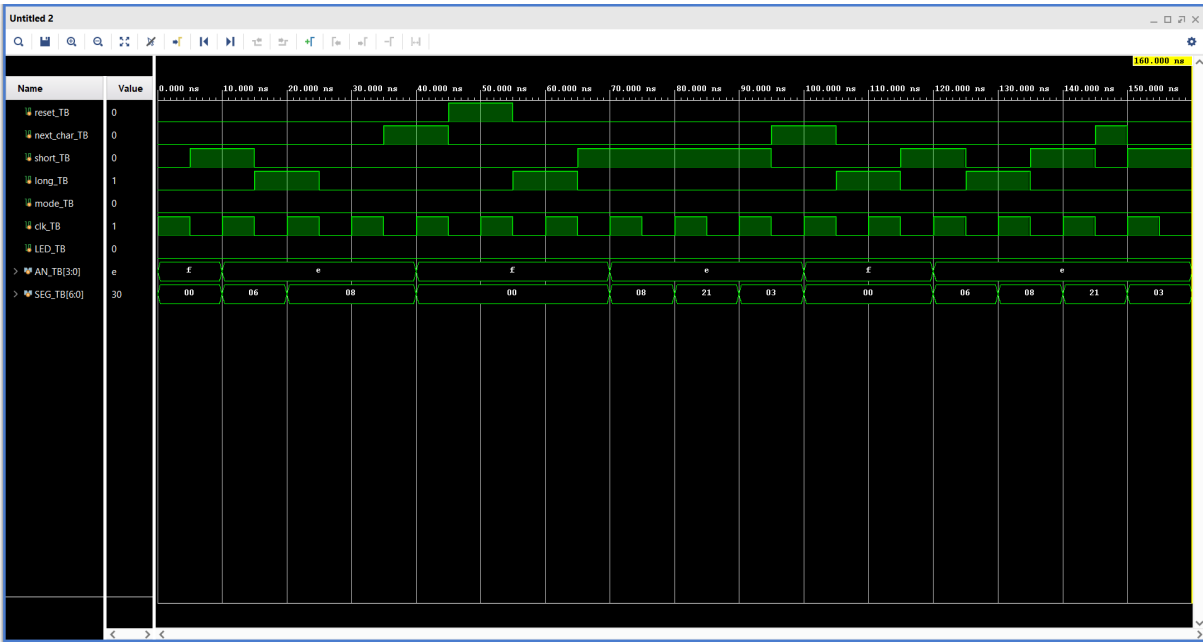 Untitled 2
160.000 ns
Name Value 0.000 ns 10.000 ns 20.000 ns 30.000 ns 40.000 ns 50.000 ns 60.000 ns 70.000 ns 80.000 ns 90.000 ns 100.000 ns 110.000 ns 120.000 ns 130.000 ns 140.000 ns 150.000 ns
reset_TB 0
next_char_TB 0
short_TB 0
long_TB 1
mode_TB 0
clk_TB 1
LED_TB 0
AN_TB[3:0] e f e f e f e
SEG_TB[6:0] 30 00 06 08 00 08 21 03 00 06 08 21 03